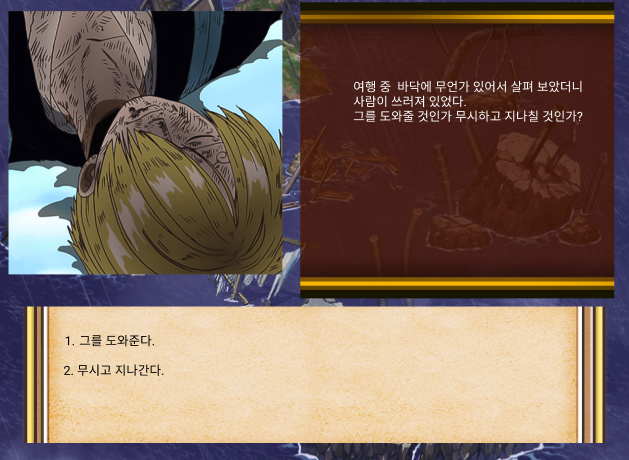 여행 중 바닥에 무언가 있어서 살펴 보았더니
사람이 쓰러져 있었다.
그를 도와줄 것인가 무시하고 지나칠 것인가?
1. 그를 도와준다.
2. 무시하고 지나간다.